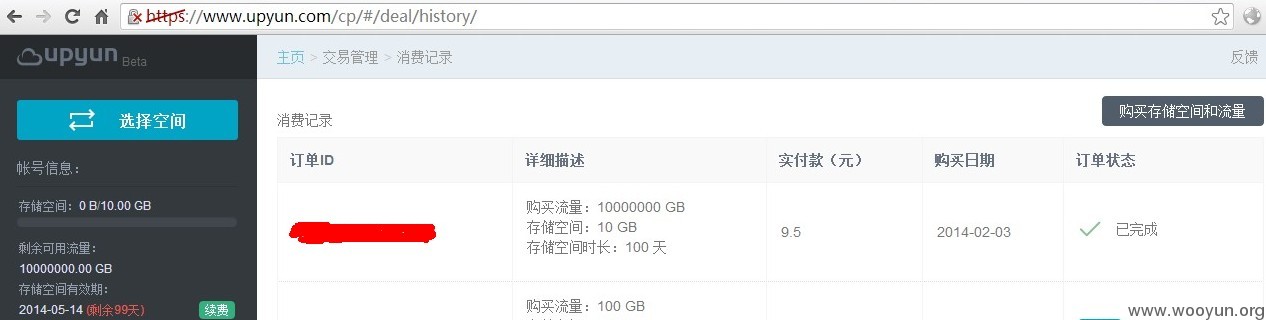 https://www.upyun.com/cp/#/deal/history/
upyun Beta
主页 > 交易管理 > 消费记录
反馈
选择空间
购买存储空间和流量
消费记录
帐号信息：
存储空间：0 B/10.00 GB
剩余可用流量：
10000000.00 GB
存储空间有效期：
2014-05-14 (剩余99天) 续费
订单ID 详细描述 实付款（元） 购买日期 订单状态
购买流量：10000000 GB
存储空间：10 GB
存储空间时长：100 天
9.5
2014-02-03
已完成
购买流量：100 GB
www.wooyun.org